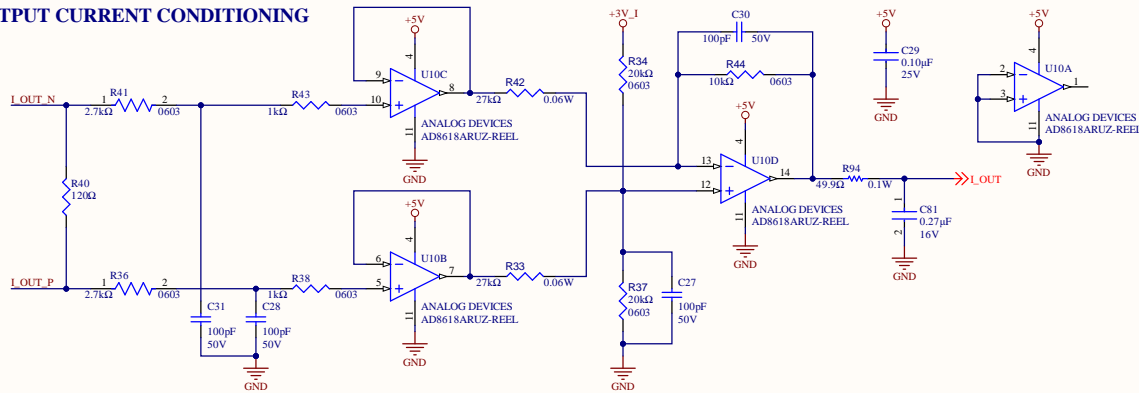 TPUT CURRENT CONDITIONING
+5V
4
9
U10C
8
10
11
ANALOG DEVICES
AD8618ARUZ-REEL
GND
I_OUT_N
1
R41
2
2.7kΩ
0603
R43
1kΩ
0603
R42
27kΩ
0.06W
R40
120Ω
I_OUT_P
1
R36
2
2.7kΩ
0603
R38
1kΩ
0603
C31
100pF
50V
C28
100pF
50V
GND
+5V
4
6
U10B
7
5
11
ANALOG DEVICES
AD8618ARUZ-REEL
GND
R33
27kΩ
0.06W
+3V_I
R34
20kΩ
0603
R37
20kΩ
0603
C27
100pF
50V
GND
C30
100pF
50V
R44
10kΩ
0603
+5V
4
13
U10D
14
12
11
ANALOG DEVICES
AD8618ARUZ-REEL
GND
R94
49.9Ω
0.1W
I_OUT
1
C81
0.27µF
2
16V
GND
+5V
C29
0.10µF
25V
GND
+5V
4
2
U10A
1
3
11
ANALOG DEVICES
AD8618ARUZ-REEL
GND